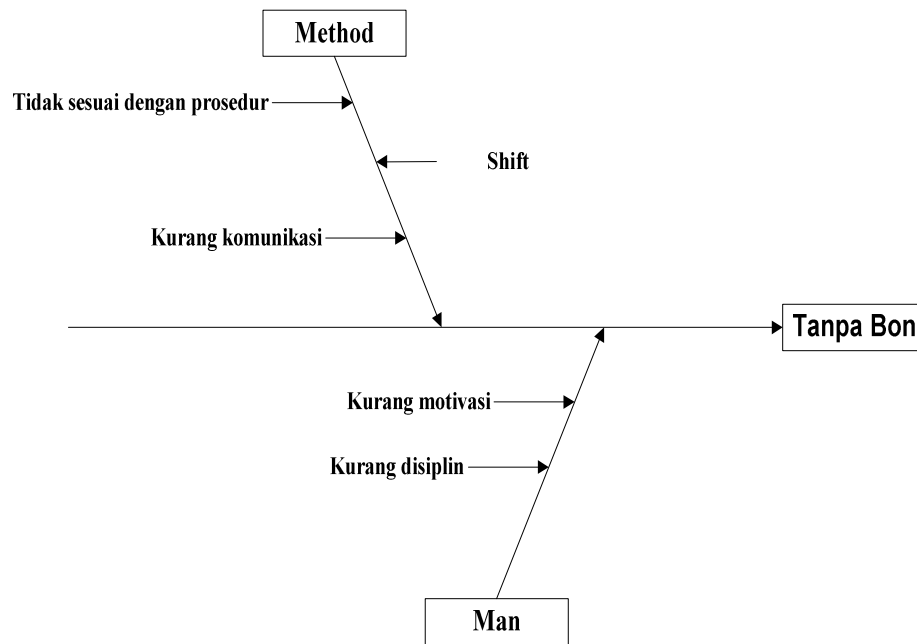 Method
Tidak sesuai dengan prosedur
Shift
Kurang komunikasi
Tanpa Bon
Kurang motivasi
Kurang disiplin
Man